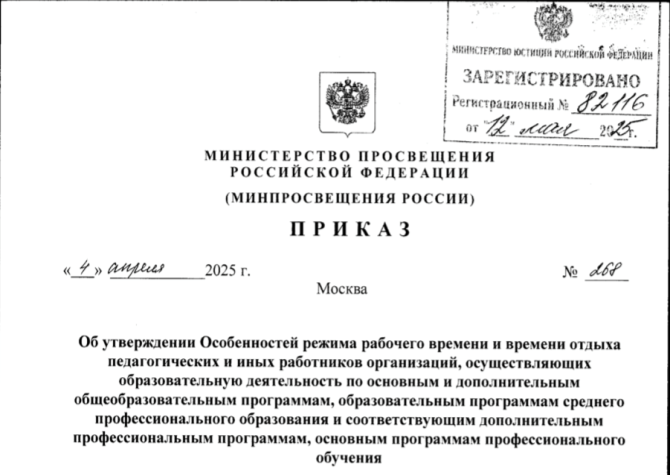 МИНИСТЕРСТВО ЮСТИЦИИ РОССИЙСКОЙ ФЕДЕРАЦИИ
ЗАРЕГИСТРИРОВАНО
Регистрационный № 82116
от "12" мая 2025г.
МИНИСТЕРСТВО ПРОСВЕЩЕНИЯ
РОССИЙСКОЙ ФЕДЕРАЦИИ
(МИНПРОСВЕЩЕНИЯ РОССИИ)
ПРИКАЗ
«4» апреля 2025 г.
№ 268
Москва
Об утверждении Особенностей режима рабочего времени и времени отдыха
педагогических и иных работников организаций, осуществляющих
образовательную деятельность по основным и дополнительным
общеобразовательным программам, образовательным программам среднего
профессионального образования и соответствующим дополнительным
профессиональным программам, основным программам профессионального
обучения